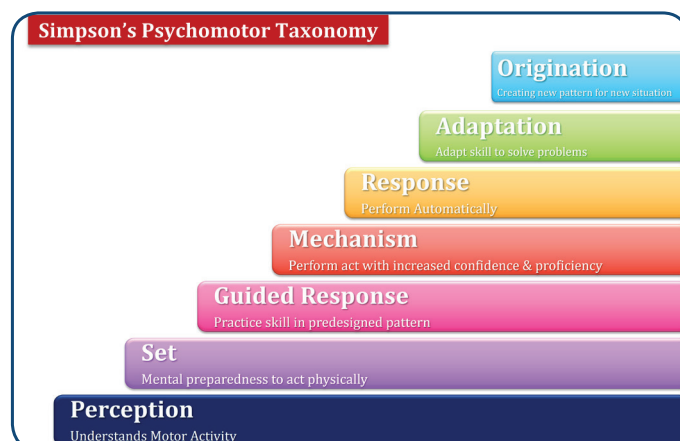 Simpson’s Psychomotor Taxonomy
Origination
Creating new pattern for new situation
Adaptation
Adapt skill to solve problems
Response
Perform Automatically
Mechanism
Perform act with increased confidence & proficiency
Guided Response
Practice skill in predesigned pattern
Set
Mental preparedness to act physically
Perception
Understands Motor Activity